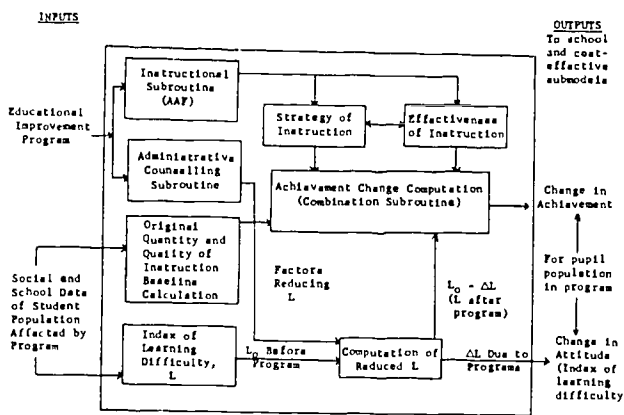 INPUTS
OUTPUTS
To school
and cost-
effective
submodels
Instructional
Subroutine
(AAF)
Educational
Improvement
Program
Strategy of
Instruction
Effectiveness
of Instruction
Administrative
Counselling
Subroutine
Achievament Change Computation
(Combination Subroutine)
Change in
Achievement
Original
Quantity and
Quality of
Instruction
Baseline
Calculation
Factors
Reducing
L
L₀ - ΔL
(L after
program)
For pupil
population
in program
Social and
School Data
of Student
Population
Affected by
Program
Index of
Learning
Difficulty,
L
L₀ Before
Program
Computation of
Reduced L
ΔL Due to
Programs
Change in
Attitude
(Index of
learning
difficulty